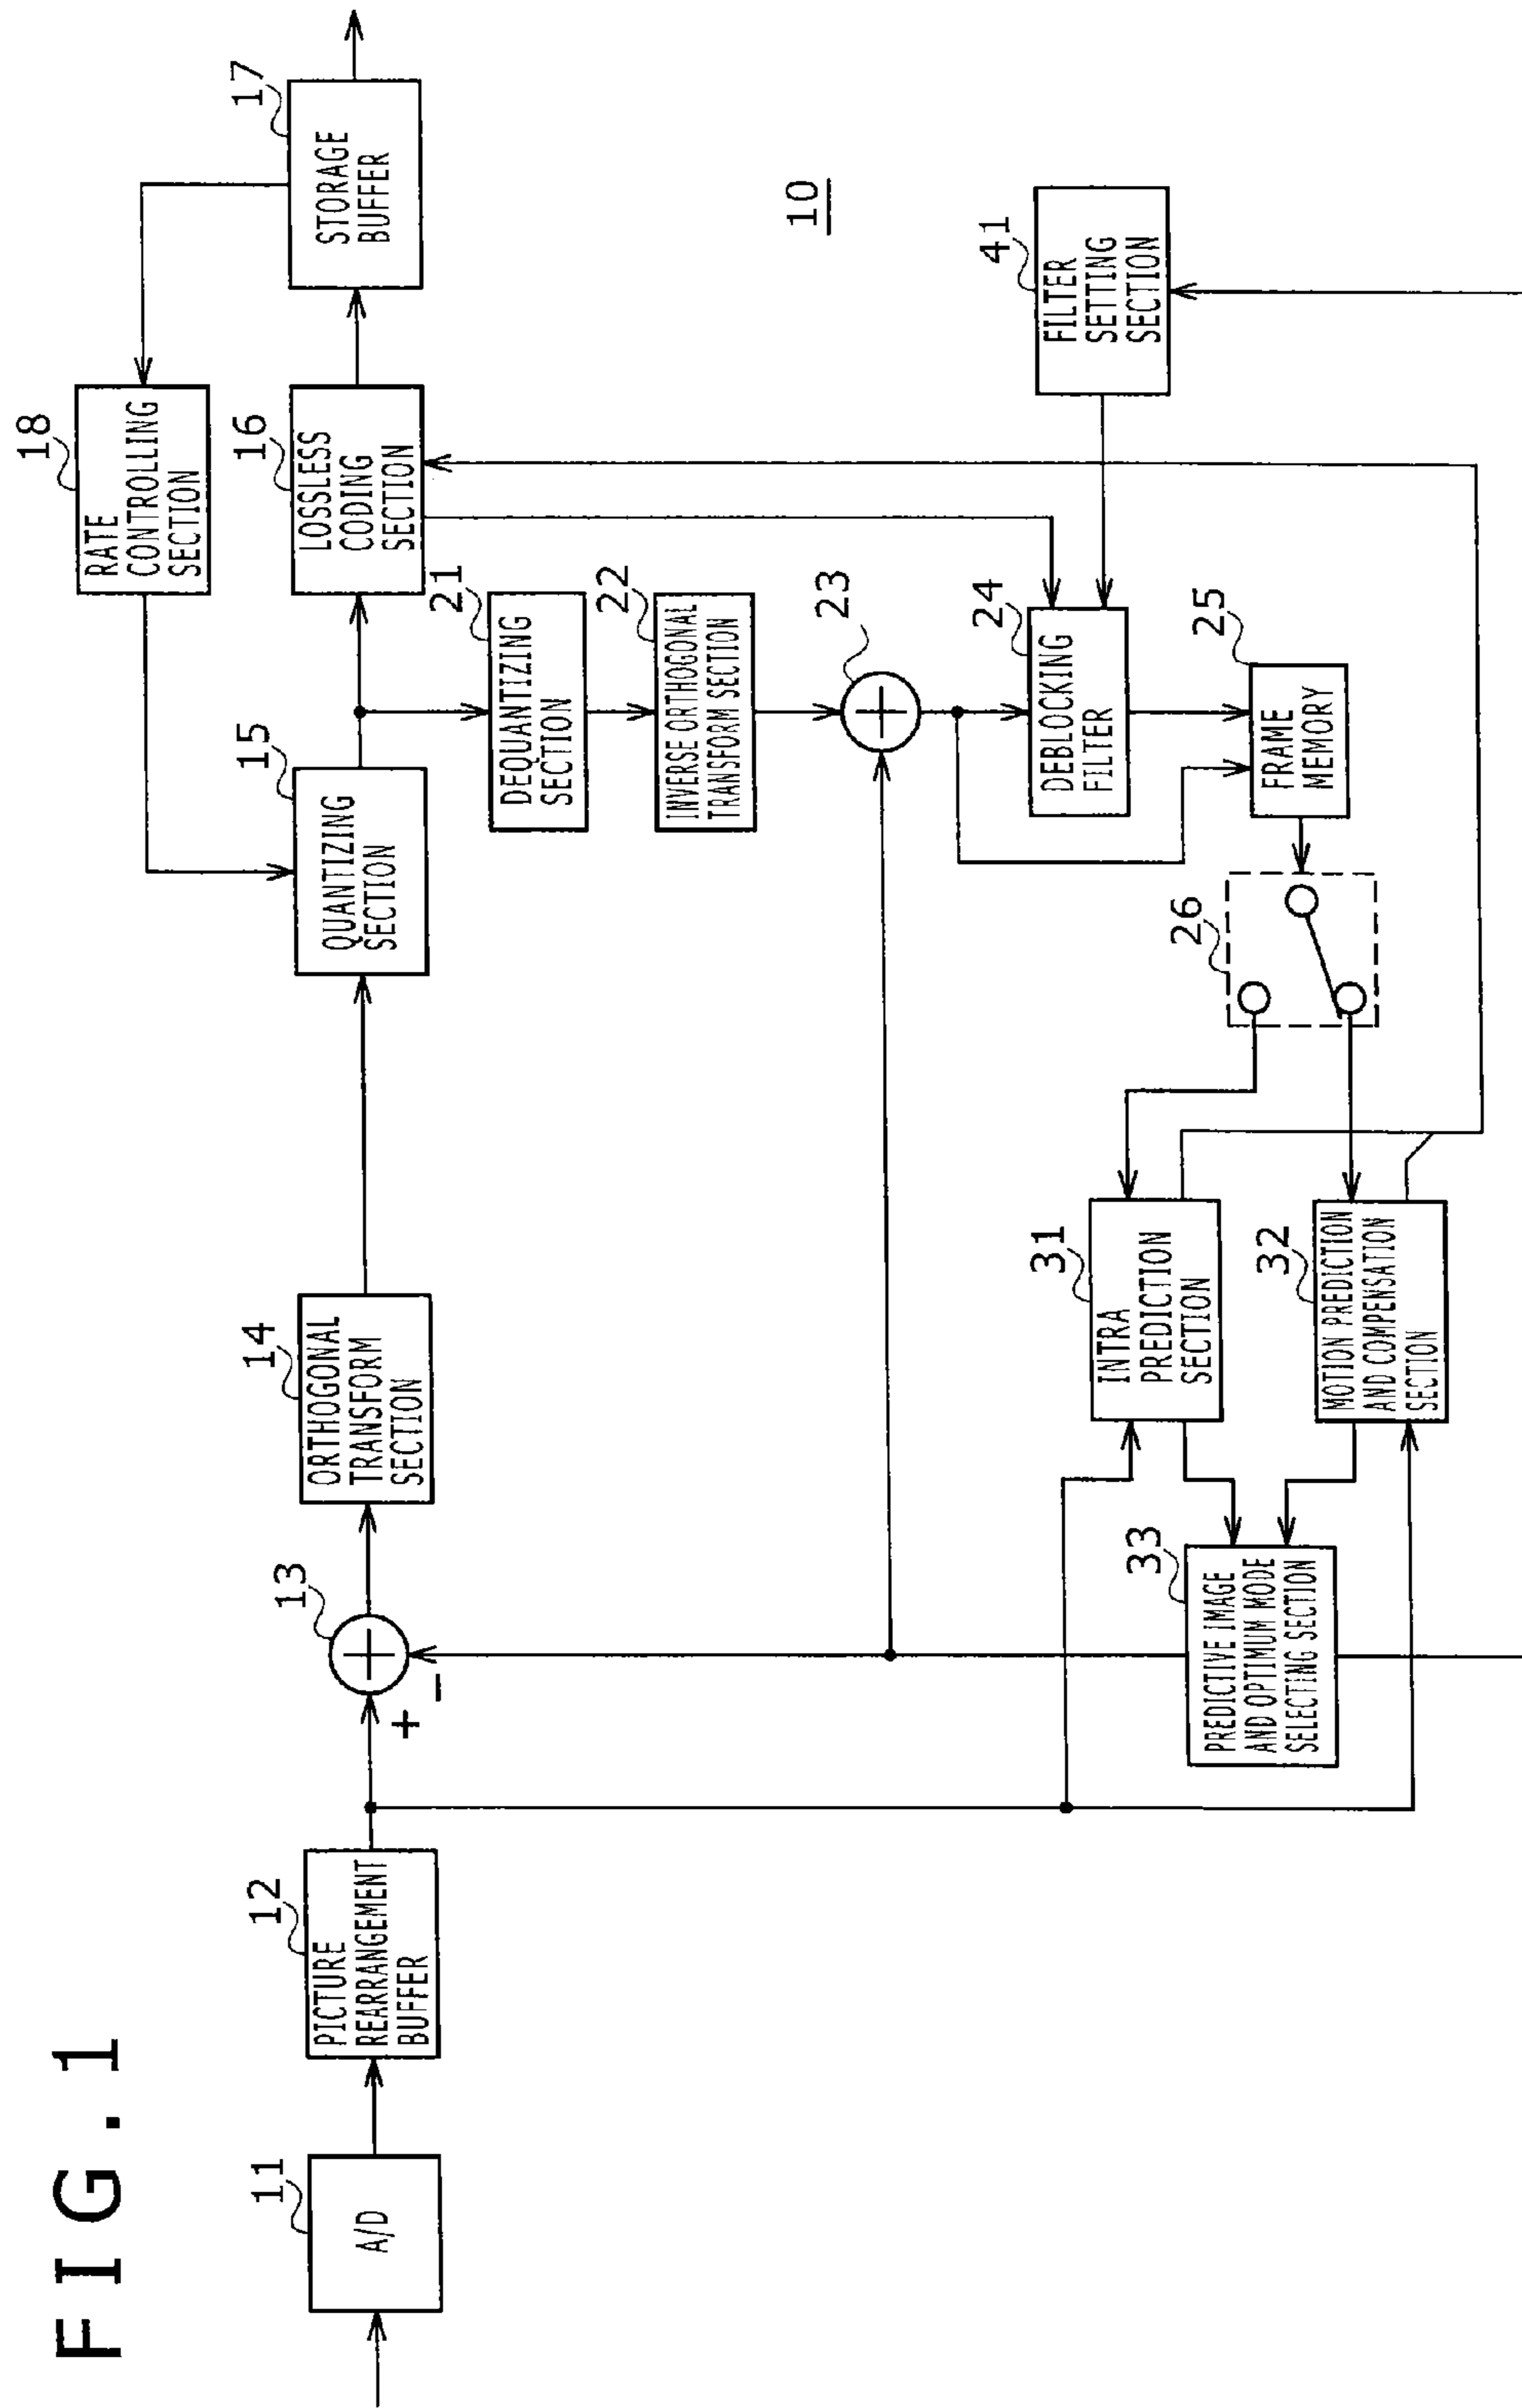 FIG. 1
10
11
A/D
12
PICTURE
REARRANGEMENT
BUFFER
13
+
-
14
ORTHOGONAL
TRANSFORM
SECTION
15
QUANTIZING
SECTION
18
RATE
CONTROLLING
SECTION
16
LOSSLESS
CODING
SECTION
17
STORAGE
BUFFER
21
DEQUANTIZING
SECTION
22
INVERSE ORTHOGONAL
TRANSFORM SECTION
23
24
DEBLOCKING
FILTER
41
FILTER
SETTING
SECTION
25
FRAME
MEMORY
26
31
INTRA
PREDICTION
SECTION
32
MOTION PREDICTION
AND COMPENSATION
SECTION
33
PREDICTIVE IMAGE
AND OPTIMUM MODE
SELECTING SECTION